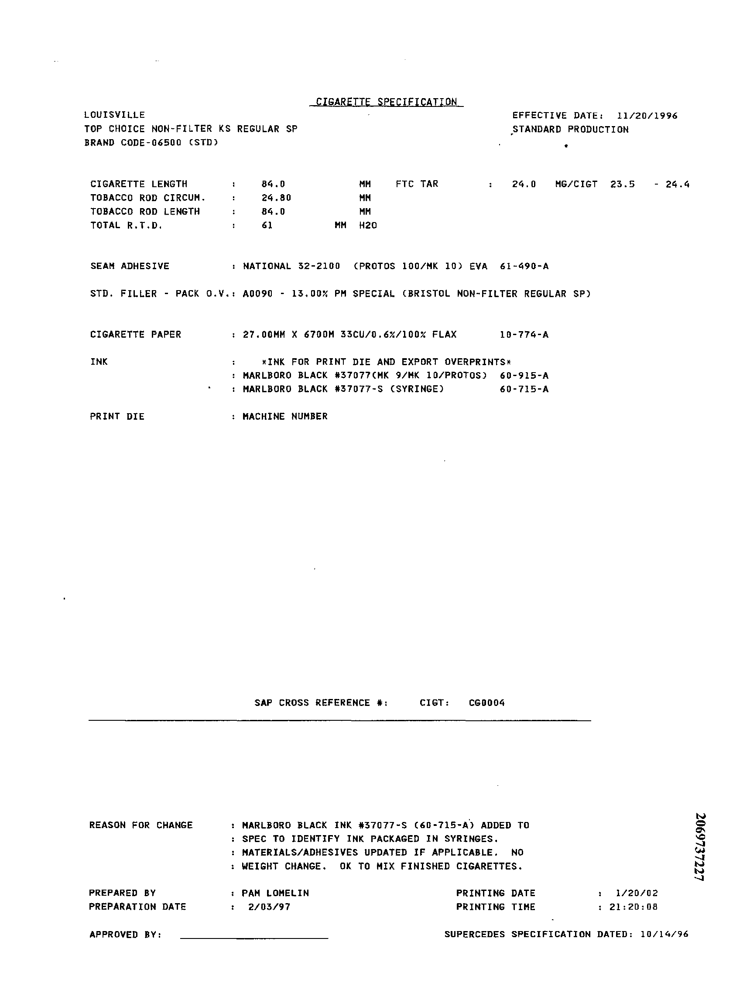 CIGARETTE SPECIFICATION
LOUISVILLE EFFECTIVE DATE: 11/20/1996
TOP CHOICE NON-FILTER KS REGULAR SP STANDARD PRODUCTION
BRAND CODE-06500 (STD)
CIGARETTE LENGTH : 84.0 MM FTC TAR : 24.0 MG/CIGT 23.5 - 24.4
TOBACCO ROD CIRCUM. : 24.80 MM
TOBACCO ROD LENGTH : 84.0 MM
TOTAL R.T.D. : 61 MM H2O
SEAM ADHESIVE : NATIONAL 32-2100 (PROTOS 100/MK 10) EVA 61-490-A
STD. FILLER - PACK O.V.: A0090 - 13.00% PM SPECIAL (BRISTOL NON-FILTER REGULAR SP)
CIGARETTE PAPER : 27.00MM X 6700M 33CU/0.6%/100% FLAX 10-774-A
INK : *INK FOR PRINT DIE AND EXPORT OVERPRINTS*
: MARLBORO BLACK #37077(MK 9/MK 10/PROTOS) 60-915-A
: MARLBORO BLACK #37077-S (SYRINGE) 60-715-A
PRINT DIE : MACHINE NUMBER
SAP CROSS REFERENCE #: CIGT: CG0004
REASON FOR CHANGE : MARLBORO BLACK INK #37077-S (60-715-A) ADDED TO
: SPEC TO IDENTIFY INK PACKAGED IN SYRINGES.
: MATERIALS/ADHESIVES UPDATED IF APPLICABLE. NO
: WEIGHT CHANGE. OK TO MIX FINISHED CIGARETTES.
PREPARED BY : PAM LOMELIN PRINTING DATE : 1/20/02
PREPARATION DATE : 2/03/97 PRINTING TIME : 21:20:08
APPROVED BY: SUPERCEDES SPECIFICATION DATED: 10/14/96
2069737227